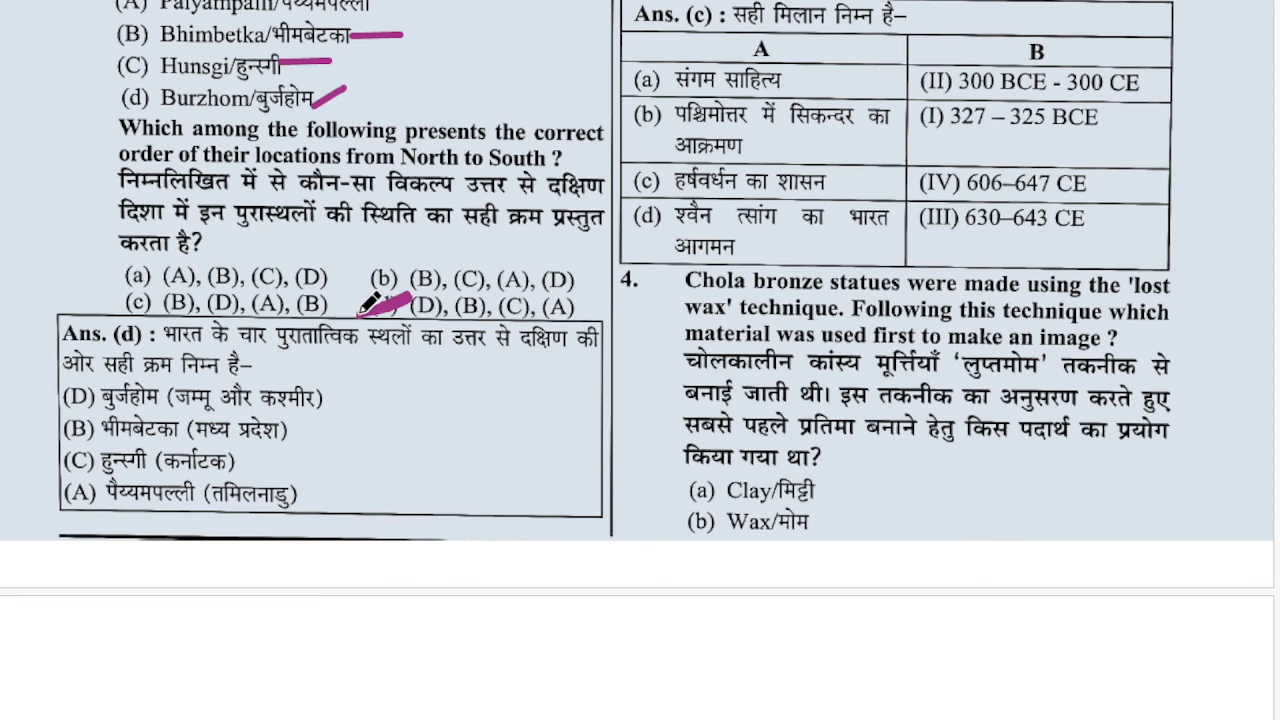 (A) Paiyampalli/पैय्यमपल्ली
(B) Bhimbetka/भीमबेटका
(C) Hunsgi/हुन्स्गी
(d) Burzhom/बुर्जहोम
Which among the following presents the correct
order of their locations from North to South ?
निम्नलिखित में से कौन-सा विकल्प उत्तर से दक्षिण
दिशा में इन पुरास्थलों की स्थिति का सही क्रम प्रस्तुत
करता है?
(a) (A), (B), (C), (D) (b) (B), (C), (A), (D)
(c) (B), (D), (A), (B) (D), (B), (C), (A)
Ans. (d) : भारत के चार पुरातात्विक स्थलों का उत्तर से दक्षिण की
ओर सही क्रम निम्न है–
(D) बुर्जहोम (जम्मू और कश्मीर)
(B) भीमबेटका (मध्य प्रदेश)
(C) हुन्स्गी (कर्नाटक)
(A) पैय्यमपल्ली (तमिलनाडु)
Ans. (c) : सही मिलान निम्न है–
A B
(a) संगम साहित्य (II) 300 BCE - 300 CE
(b) पश्चिमोत्तर में सिकन्दर का (I) 327 – 325 BCE
आक्रमण
(c) हर्षवर्धन का शासन (IV) 606–647 CE
(d) श्वैन त्सांग का भारत (III) 630–643 CE
आगमन
4. Chola bronze statues were made using the 'lost
wax' technique. Following this technique which
material was used first to make an image ?
चोलकालीन कांस्य मूर्त्तियाँ ‘लुप्तमोम’ तकनीक से
बनाई जाती थी। इस तकनीक का अनुसरण करते हुए
सबसे पहले प्रतिमा बनाने हेतु किस पदार्थ का प्रयोग
किया गया था?
(a) Clay/मिट्टी
(b) Wax/मोम